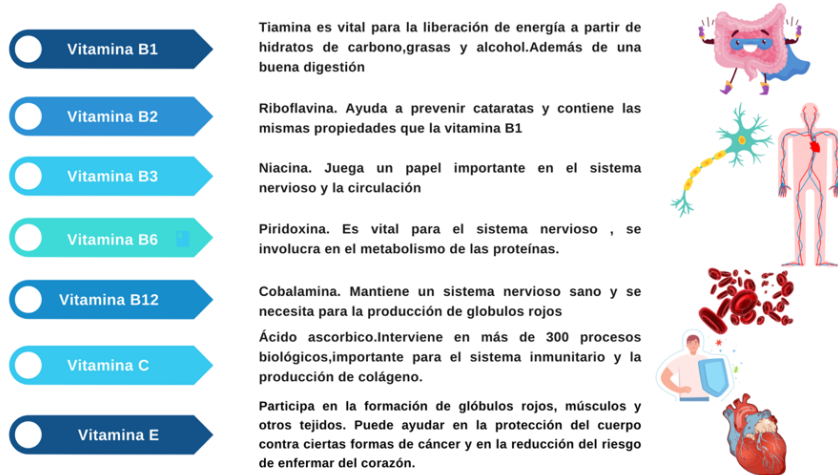 Vitamina B1
Tiamina es vital para la liberación de energía a partir de
hidratos de carbono,grasas y alcohol.Además de una
buena digestión
Vitamina B2
Riboflavina. Ayuda a prevenir cataratas y contiene las
mismas propiedades que la vitamina B1
Vitamina B3
Niacina. Juega un papel importante en el sistema
nervioso y la circulación
Vitamina B6
Piridoxina. Es vital para el sistema nervioso , se
involucra en el metabolismo de las proteínas.
Vitamina B12
Cobalamina. Mantiene un sistema nervioso sano y se
necesita para la producción de globulos rojos
Vitamina C
Ácido ascorbico.Interviene en más de 300 procesos
biológicos,importante para el sistema inmunitario y la
producción de colágeno.
Vitamina E
Participa en la formación de glóbulos rojos, músculos y
otros tejidos. Puede ayudar en la protección del cuerpo
contra ciertas formas de cáncer y en la reducción del riesgo
de enfermar del corazón.